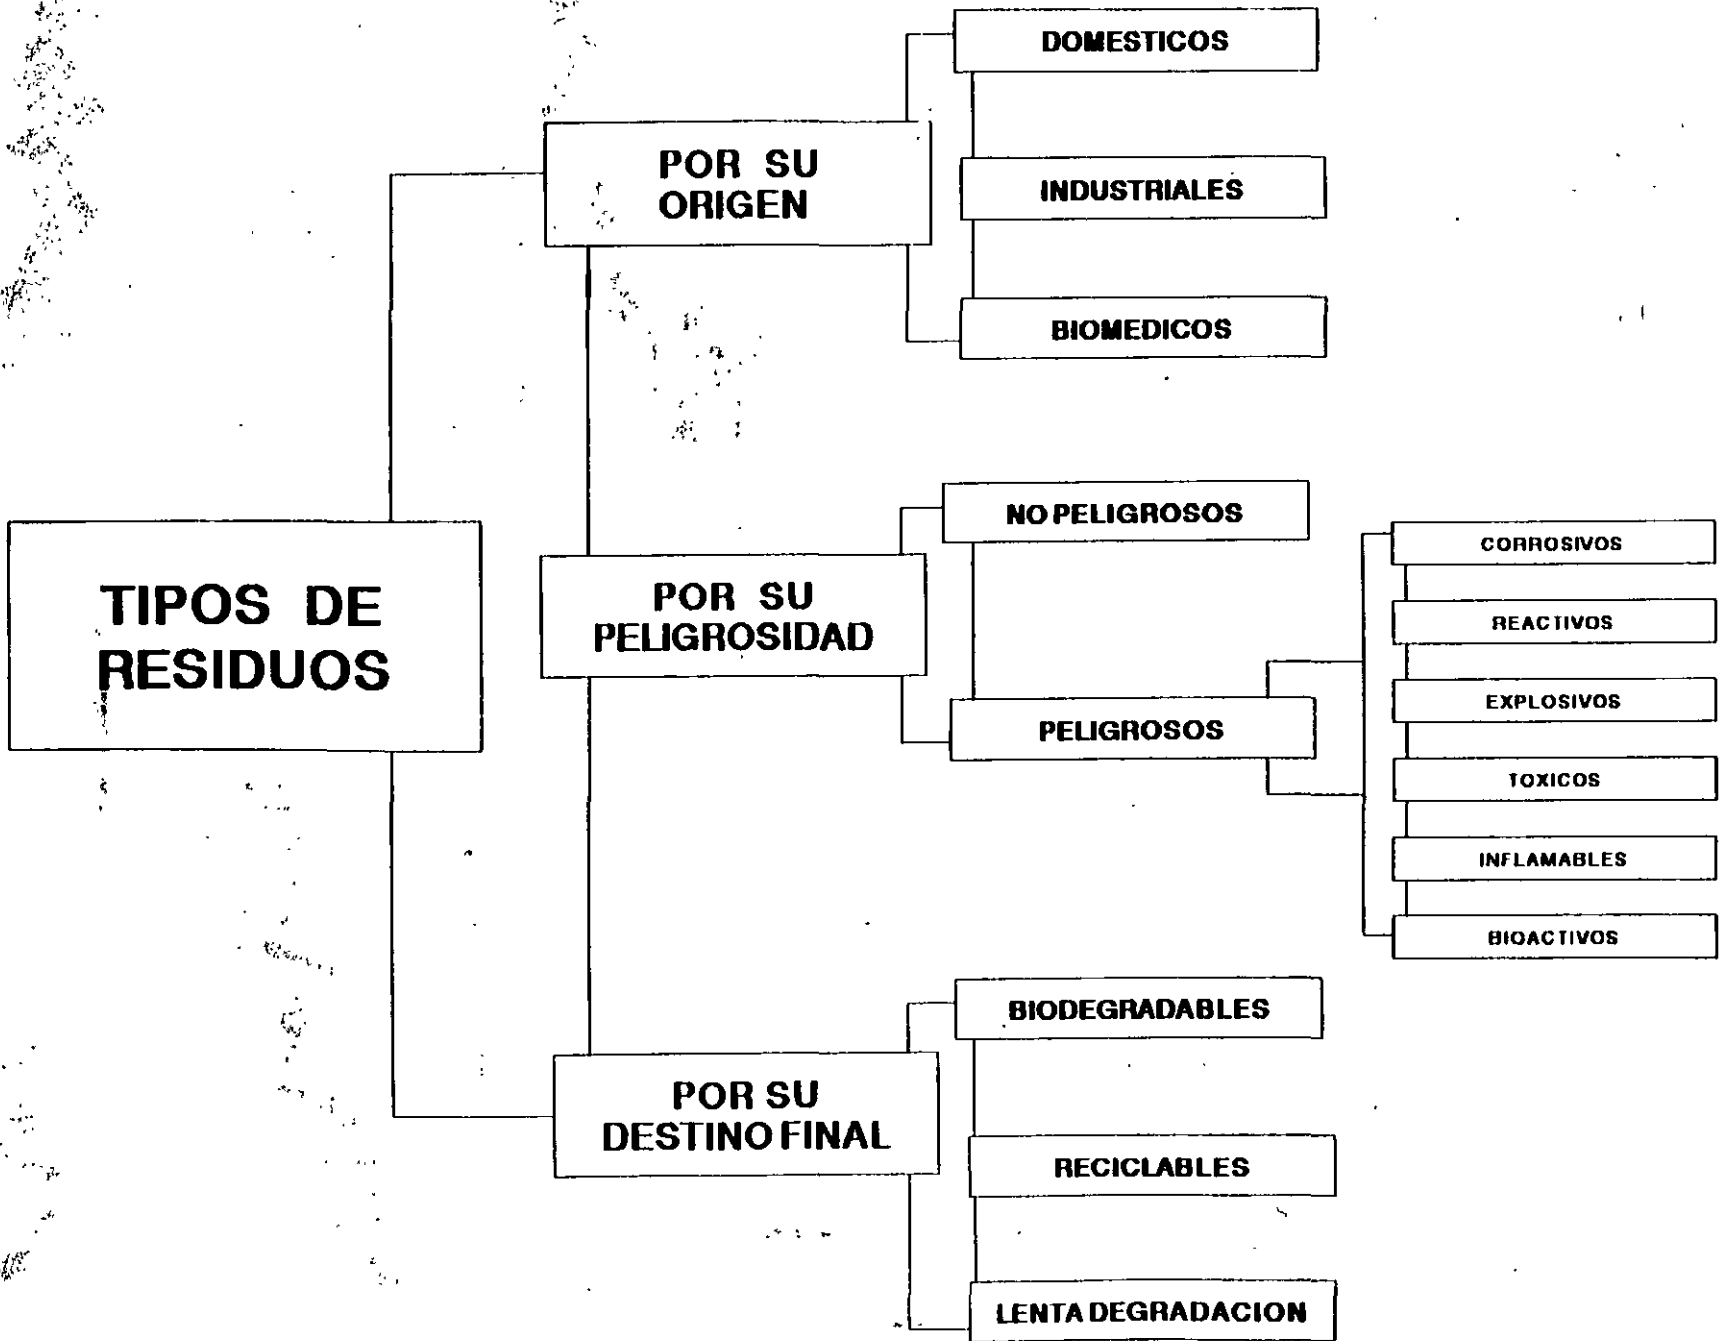 TIPOS DE
RESIDUOS
POR SU
ORIGEN
DOMESTICOS
INDUSTRIALES
BIOMEDICOS
POR SU
PELIGROSIDAD
NO PELIGROSOS
PELIGROSOS
CORROSIVOS
REACTIVOS
EXPLOSIVOS
TOXICOS
INFLAMABLES
BIOACTIVOS
POR SU
DESTINO FINAL
BIODEGRADABLES
RECICLABLES
LENTA DEGRADACION